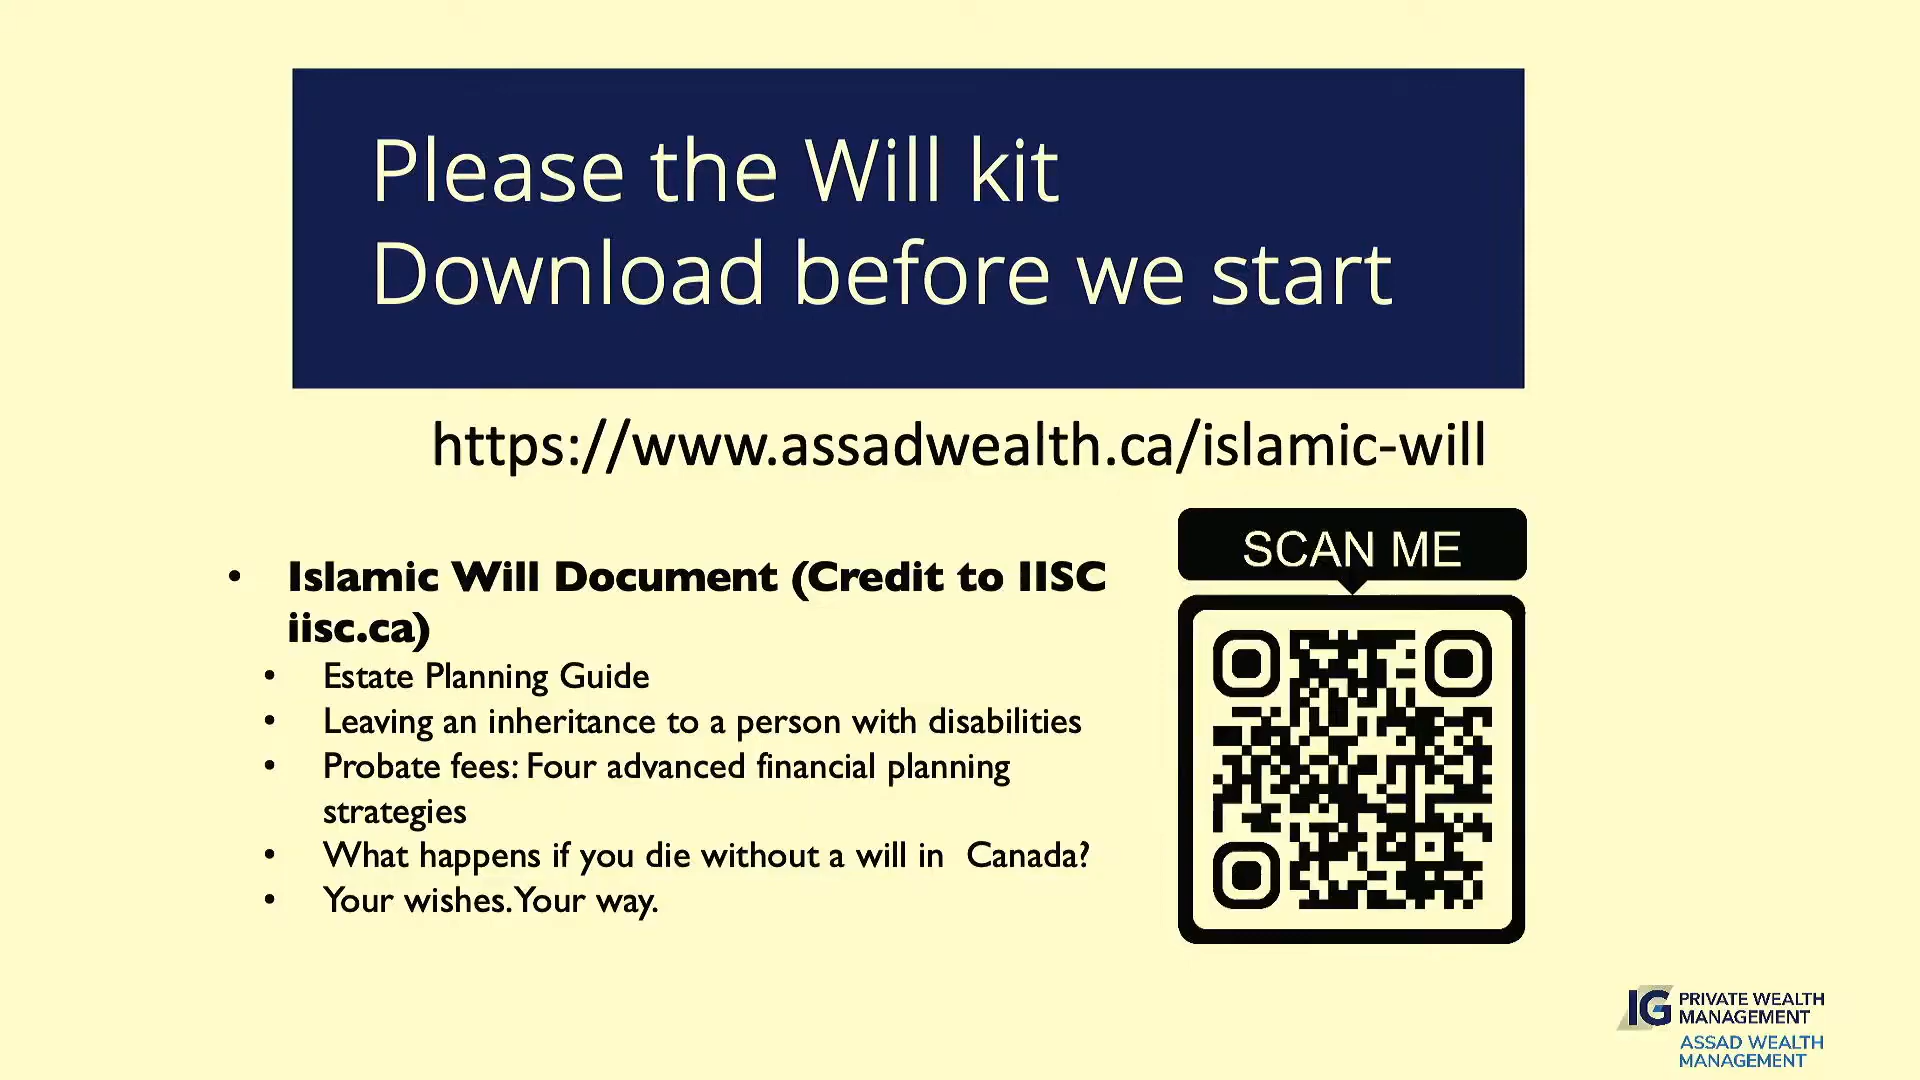 Please the Will kit
Download before we start
https://www.assadwealth.ca/islamic-will
SCAN ME
• Islamic Will Document (Credit to IISC
iisc.ca)
• Estate Planning Guide
• Leaving an inheritance to a person with disabilities
• Probate fees: Four advanced financial planning
strategies
• What happens if you die without a will in  Canada?
• Your wishes. Your way.
IG PRIVATE WEALTH
MANAGEMENT
ASSAD WEALTH
MANAGEMENT